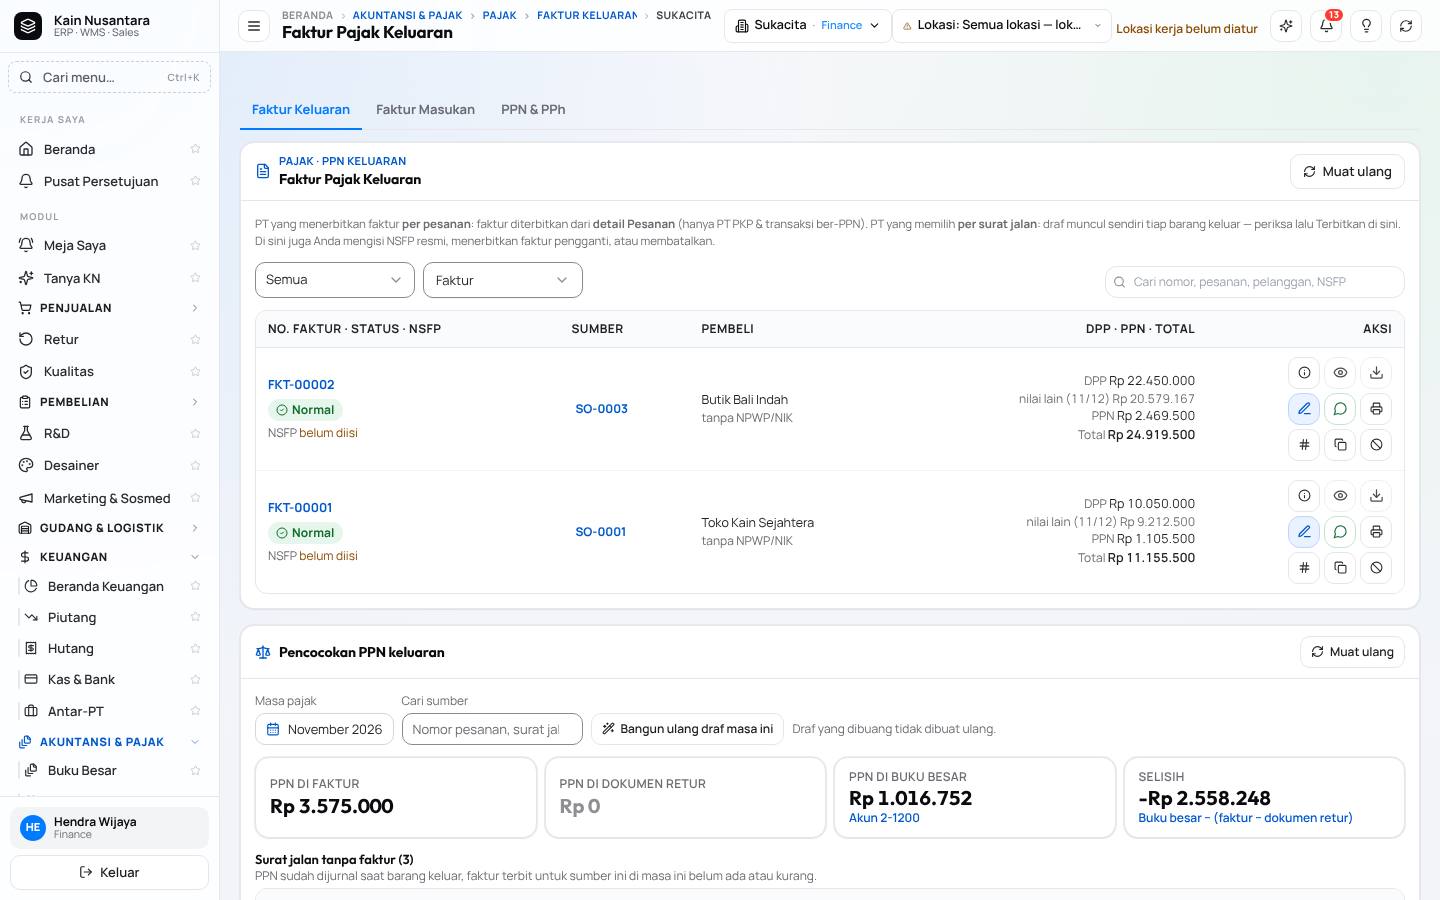 Kain Nusantara
ERP · WMS · Sales
Cari menu... Ctrl+K
KERJA SAYA
Beranda
Pusat Persetujuan
MODUL
Meja Saya
Tanya KN
PENJUALAN
Retur
Kualitas
PEMBELIAN
R&D
Desainer
Marketing & Sosmed
GUDANG & LOGISTIK
KEUANGAN
Beranda Keuangan
Piutang
Hutang
Kas & Bank
Antar-PT
AKUNTANSI & PAJAK
Buku Besar
HE Hendra Wijaya
Finance
Keluar
BERANDA › AKUNTANSI & PAJAK › PAJAK › FAKTUR KELUARAN › SUKACITA
Faktur Pajak Keluaran
Sukacita · Finance
Lokasi: Semua lokasi — lok...
Lokasi kerja belum diatur
13
Faktur Keluaran Faktur Masukan PPN & PPh
PAJAK · PPN KELUARAN
Faktur Pajak Keluaran
Muat ulang
PT yang menerbitkan faktur per pesanan: faktur diterbitkan dari detail Pesanan (hanya PT PKP & transaksi ber-PPN). PT yang memilih per surat jalan: draf muncul sendiri tiap barang keluar — periksa lalu Terbitkan di sini.
Di sini juga Anda mengisi NSFP resmi, menerbitkan faktur pengganti, atau membatalkan.
Semua Faktur
Cari nomor, pesanan, pelanggan, NSFP
NO. FAKTUR · STATUS · NSFP SUMBER PEMBELI DPP · PPN · TOTAL AKSI
FKT-00002
Normal
NSFP belum diisi
SO-0003
Butik Bali Indah
tanpa NPWP/NIK
DPP Rp 22.450.000
nilai lain (11/12) Rp 20.579.167
PPN Rp 2.469.500
Total Rp 24.919.500
FKT-00001
Normal
NSFP belum diisi
SO-0001
Toko Kain Sejahtera
tanpa NPWP/NIK
DPP Rp 10.050.000
nilai lain (11/12) Rp 9.212.500
PPN Rp 1.105.500
Total Rp 11.155.500
Pencocokan PPN keluaran
Muat ulang
Masa pajak Cari sumber
November 2026 Nomor pesanan, surat jal Bangun ulang draf masa ini Draf yang dibuang tidak dibuat ulang.
PPN DI FAKTUR
Rp 3.575.000
PPN DI DOKUMEN RETUR
Rp 0
PPN DI BUKU BESAR
Rp 1.016.752
Akun 2-1200
SELISIH
-Rp 2.558.248
Buku besar − (faktur − dokumen retur)
Surat jalan tanpa faktur (3)
PPN sudah dijurnal saat barang keluar, faktur terbit untuk sumber ini di masa ini belum ada atau kurang.